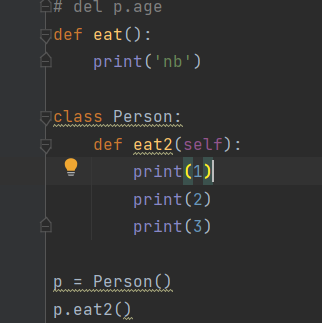 # del p.age
def eat():
    print('nb')

class Person:
    def eat2(self):
        print(1)
        print(2)
        print(3)

p = Person()
p.eat2()